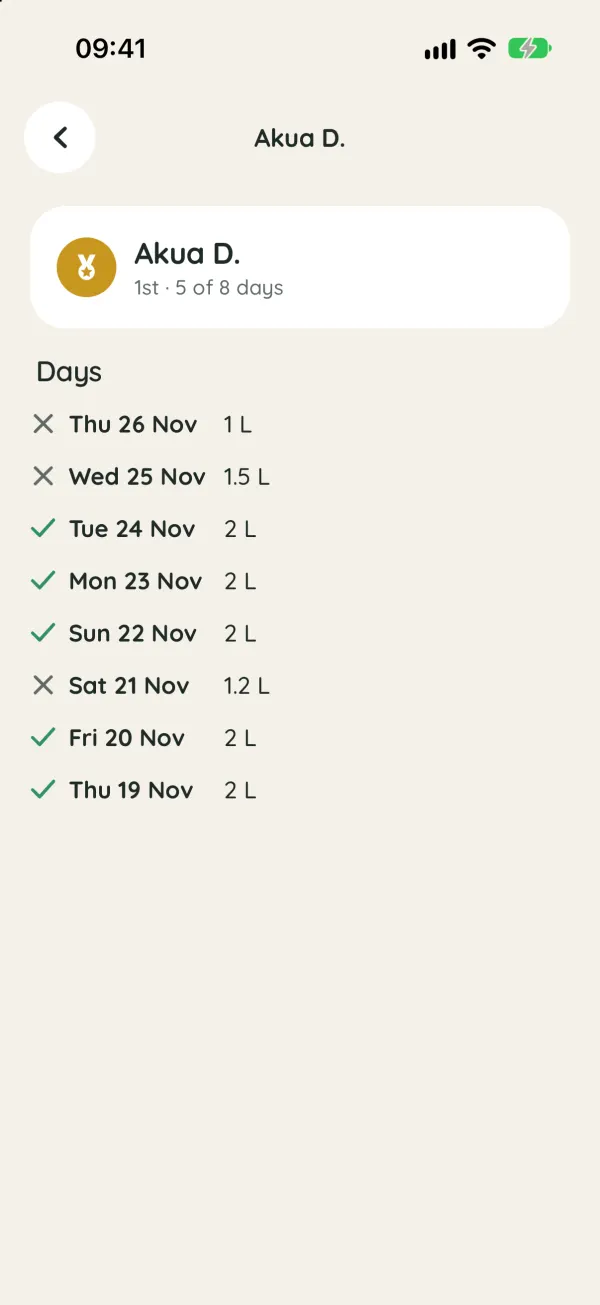 09:41
Akua D.
Akua D.
1st · 5 of 8 days
Days
Thu 26 Nov 1 L
Wed 25 Nov 1.5 L
Tue 24 Nov 2 L
Mon 23 Nov 2 L
Sun 22 Nov 2 L
Sat 21 Nov 1.2 L
Fri 20 Nov 2 L
Thu 19 Nov 2 L